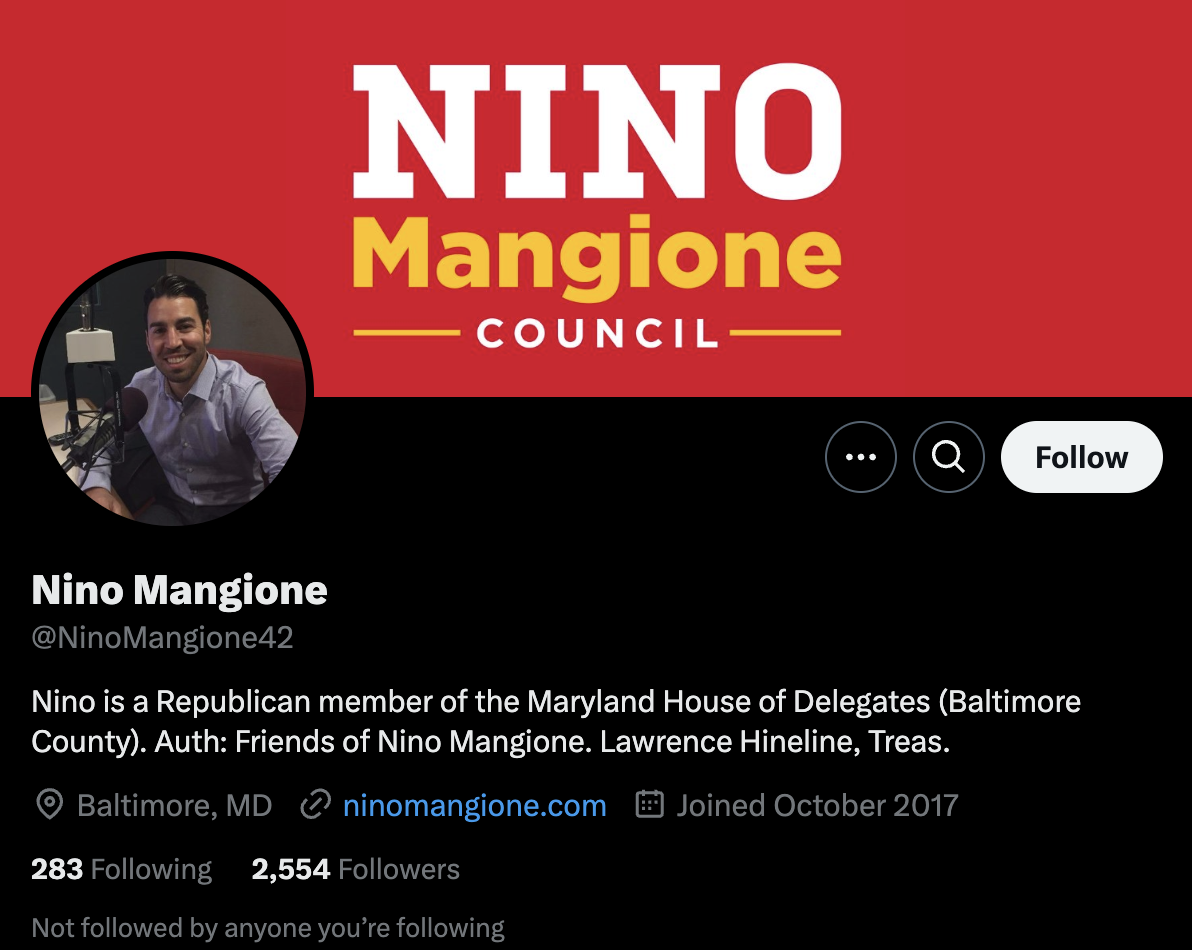 NINO
Mangione
COUNCIL
Follow
Nino Mangione
@NinoMangione42
Nino is a Republican member of the Maryland House of Delegates (Baltimore
County). Auth: Friends of Nino Mangione. Lawrence Hineline, Treas.
Baltimore, MD ninomangione.com Joined October 2017
283 Following 2,554 Followers
Not followed by anyone you’re following